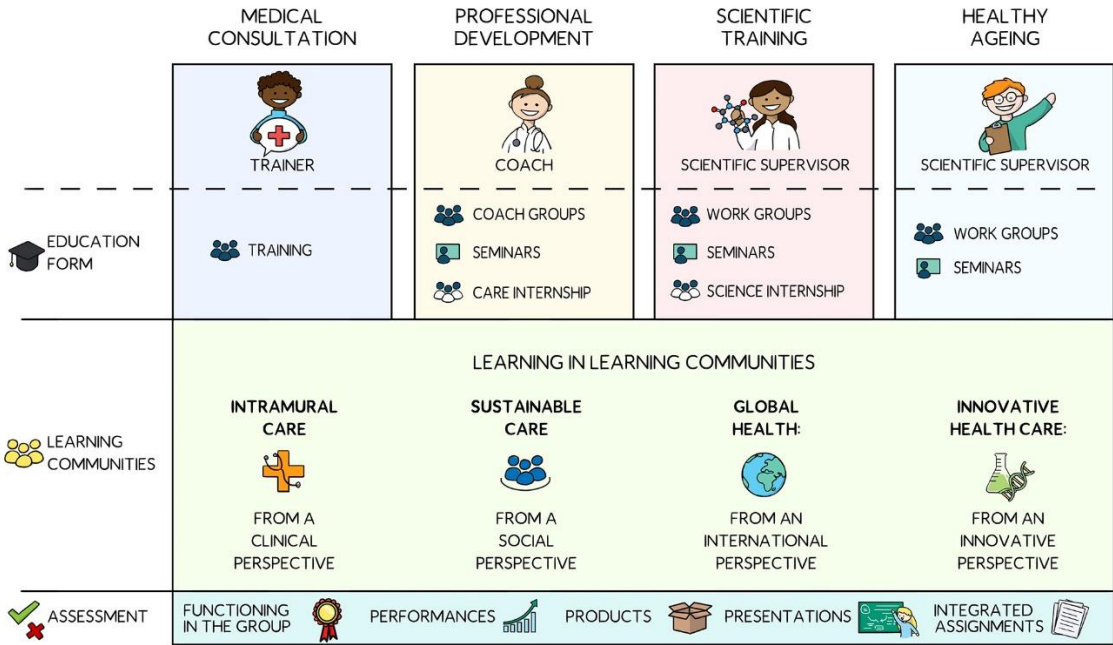 MEDICAL
CONSULTATION
PROFESSIONAL
DEVELOPMENT
SCIENTIFIC
TRAINING
HEALTHY
AGEING
TRAINER
COACH
SCIENTIFIC SUPERVISOR
SCIENTIFIC SUPERVISOR
EDUCATION
FORM
TRAINING
COACH GROUPS
SEMINARS
CARE INTERNSHIP
WORK GROUPS
SEMINARS
SCIENCE INTERNSHIP
WORK GROUPS
SEMINARS
LEARNING IN LEARNING COMMUNITIES
LEARNING
COMMUNITIES
INTRAMURAL
CARE
FROM A
CLINICAL
PERSPECTIVE
SUSTAINABLE
CARE
FROM A
SOCIAL
PERSPECTIVE
GLOBAL
HEALTH:
FROM AN
INTERNATIONAL
PERSPECTIVE
INNOVATIVE
HEALTH CARE:
FROM AN
INNOVATIVE
PERSPECTIVE
ASSESSMENT
FUNCTIONING
IN THE GROUP
PERFORMANCES
PRODUCTS
PRESENTATIONS
INTEGRATED
ASSIGNMENTS